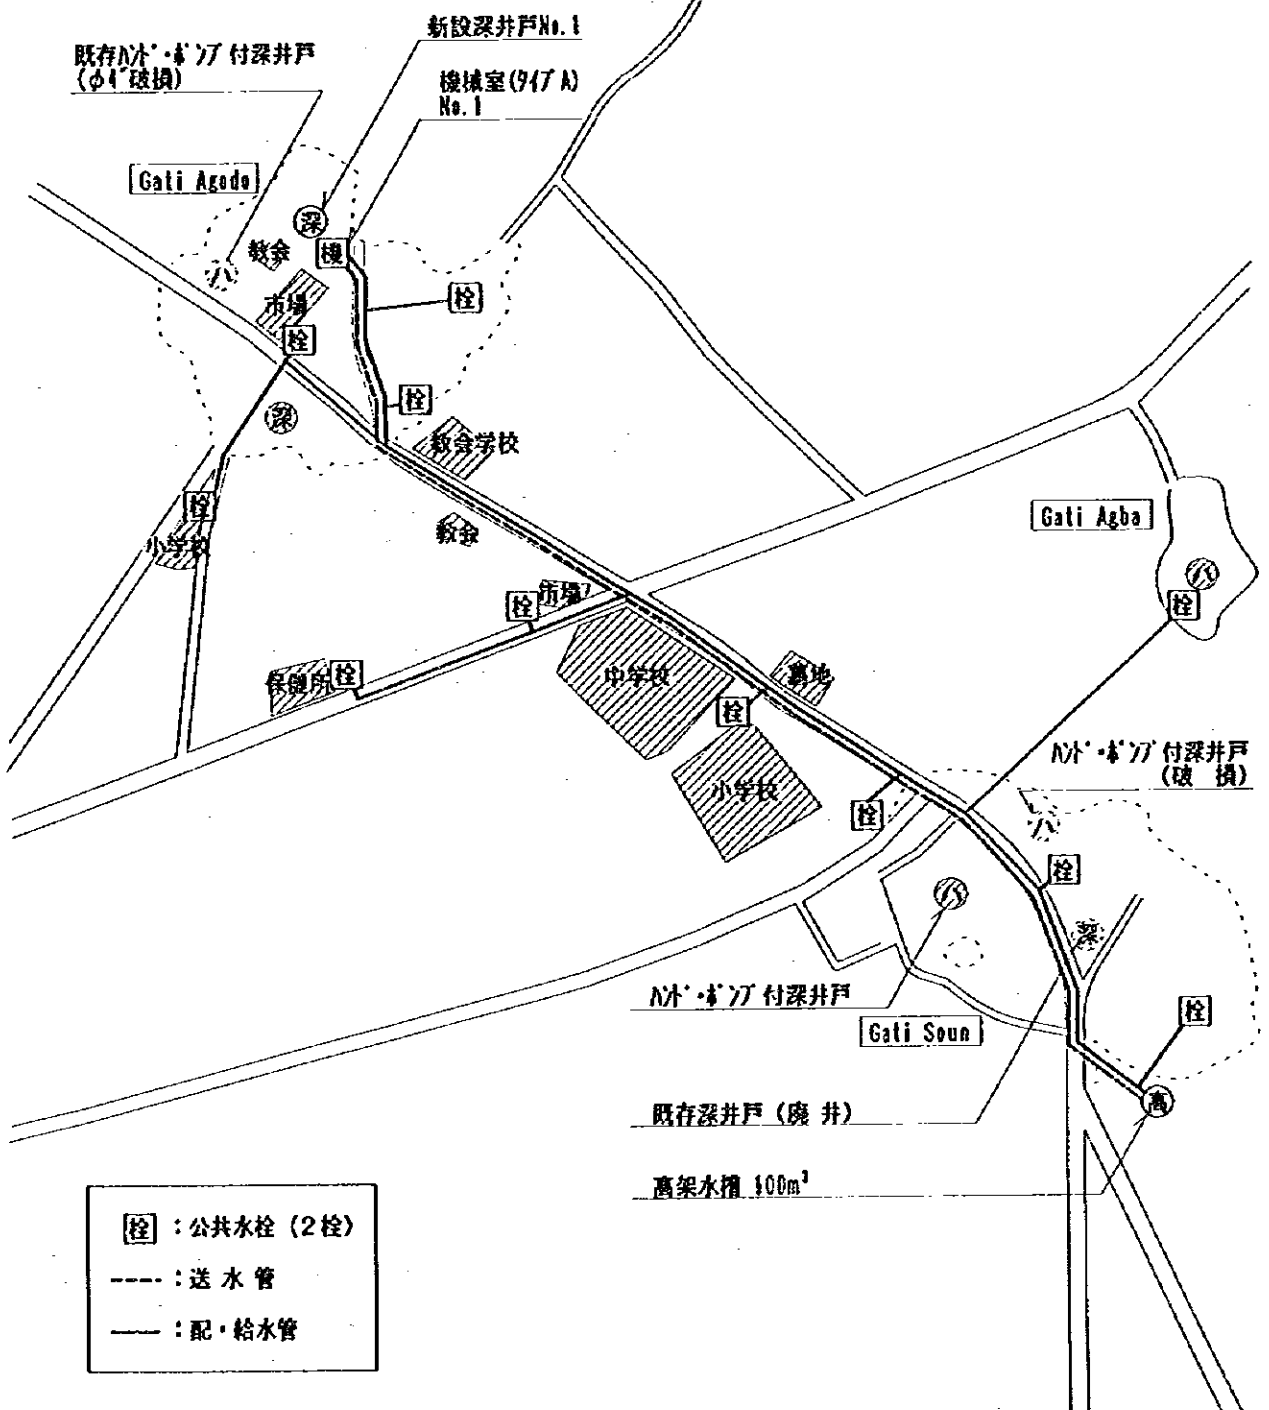 新設深井戸No.1
既存ハンド・ポンプ付深井戸
(φ4"破損)
機械室(タイプA)
No.1
Gati Agodo
深
教会
機
ハ
市場
栓
栓
栓
深
教会学校
栓
小学校
教会
Gati Agba
ハ
栓
市場
栓
保健所
栓
中学校
墓地
栓
小学校
栓
ハンド・ポンプ付深井戸
(破 損)
ハ
栓
ハ
深
ハンド・ポンプ付深井戸
Gati Soun
栓
高
既存深井戸(廃 井)
高架水槽 100m³
栓:公共水栓(2栓)
:送水管
:配・給水管